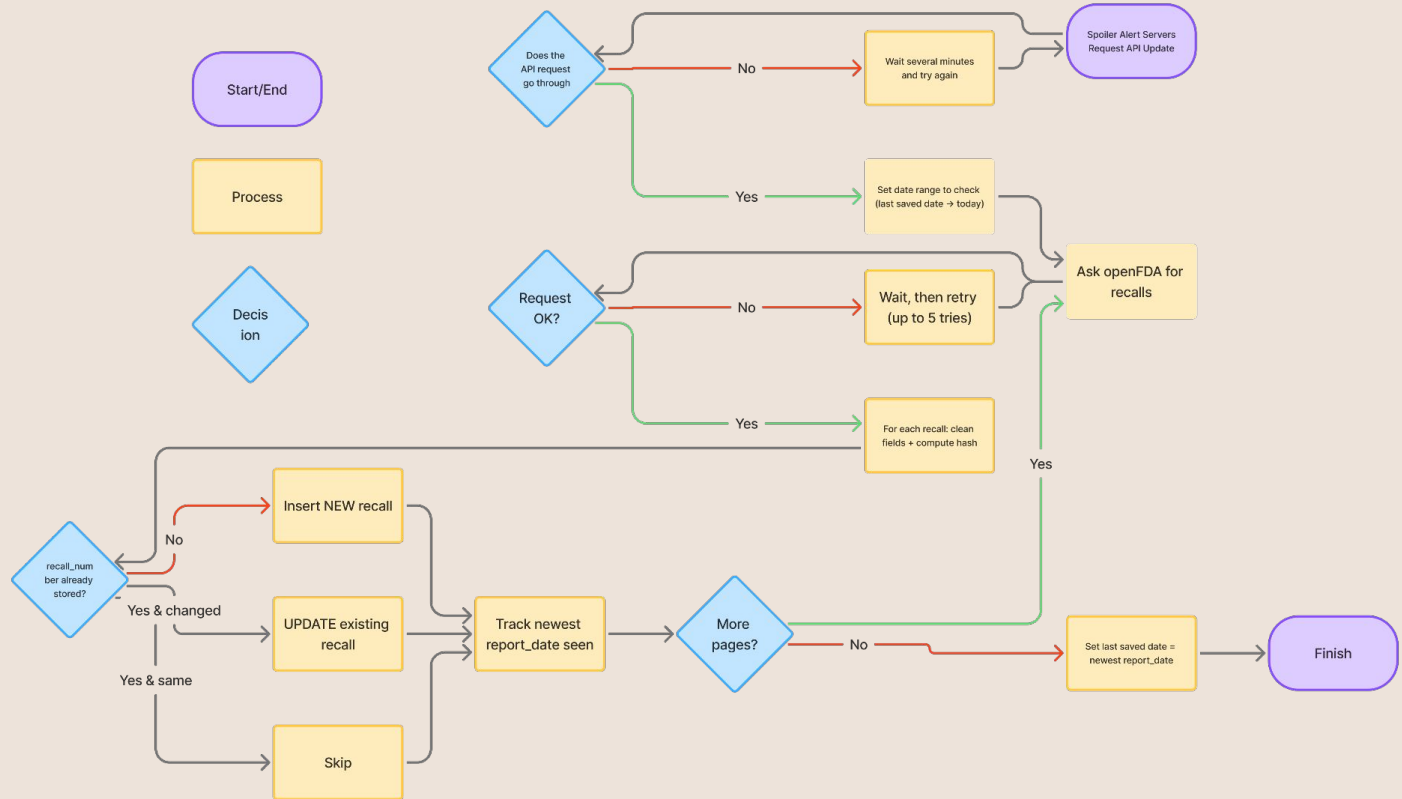 Start/End
Process
Decis
ion
Does the
API request
go through
No
Wait several minutes
and try again
Spoiler Alert Servers
Request API Update
Yes
Set date range to check
(last saved date → today)
Ask openFDA for
recalls
Request
OK?
No
Wait, then retry
(up to 5 tries)
Yes
For each recall: clean
fields + compute hash
Yes
recall_num
ber already
stored?
No
Insert NEW recall
Yes & changed
UPDATE existing
recall
Yes & same
Skip
Track newest
report_date seen
More
pages?
No
Set last saved date =
newest report_date
Finish